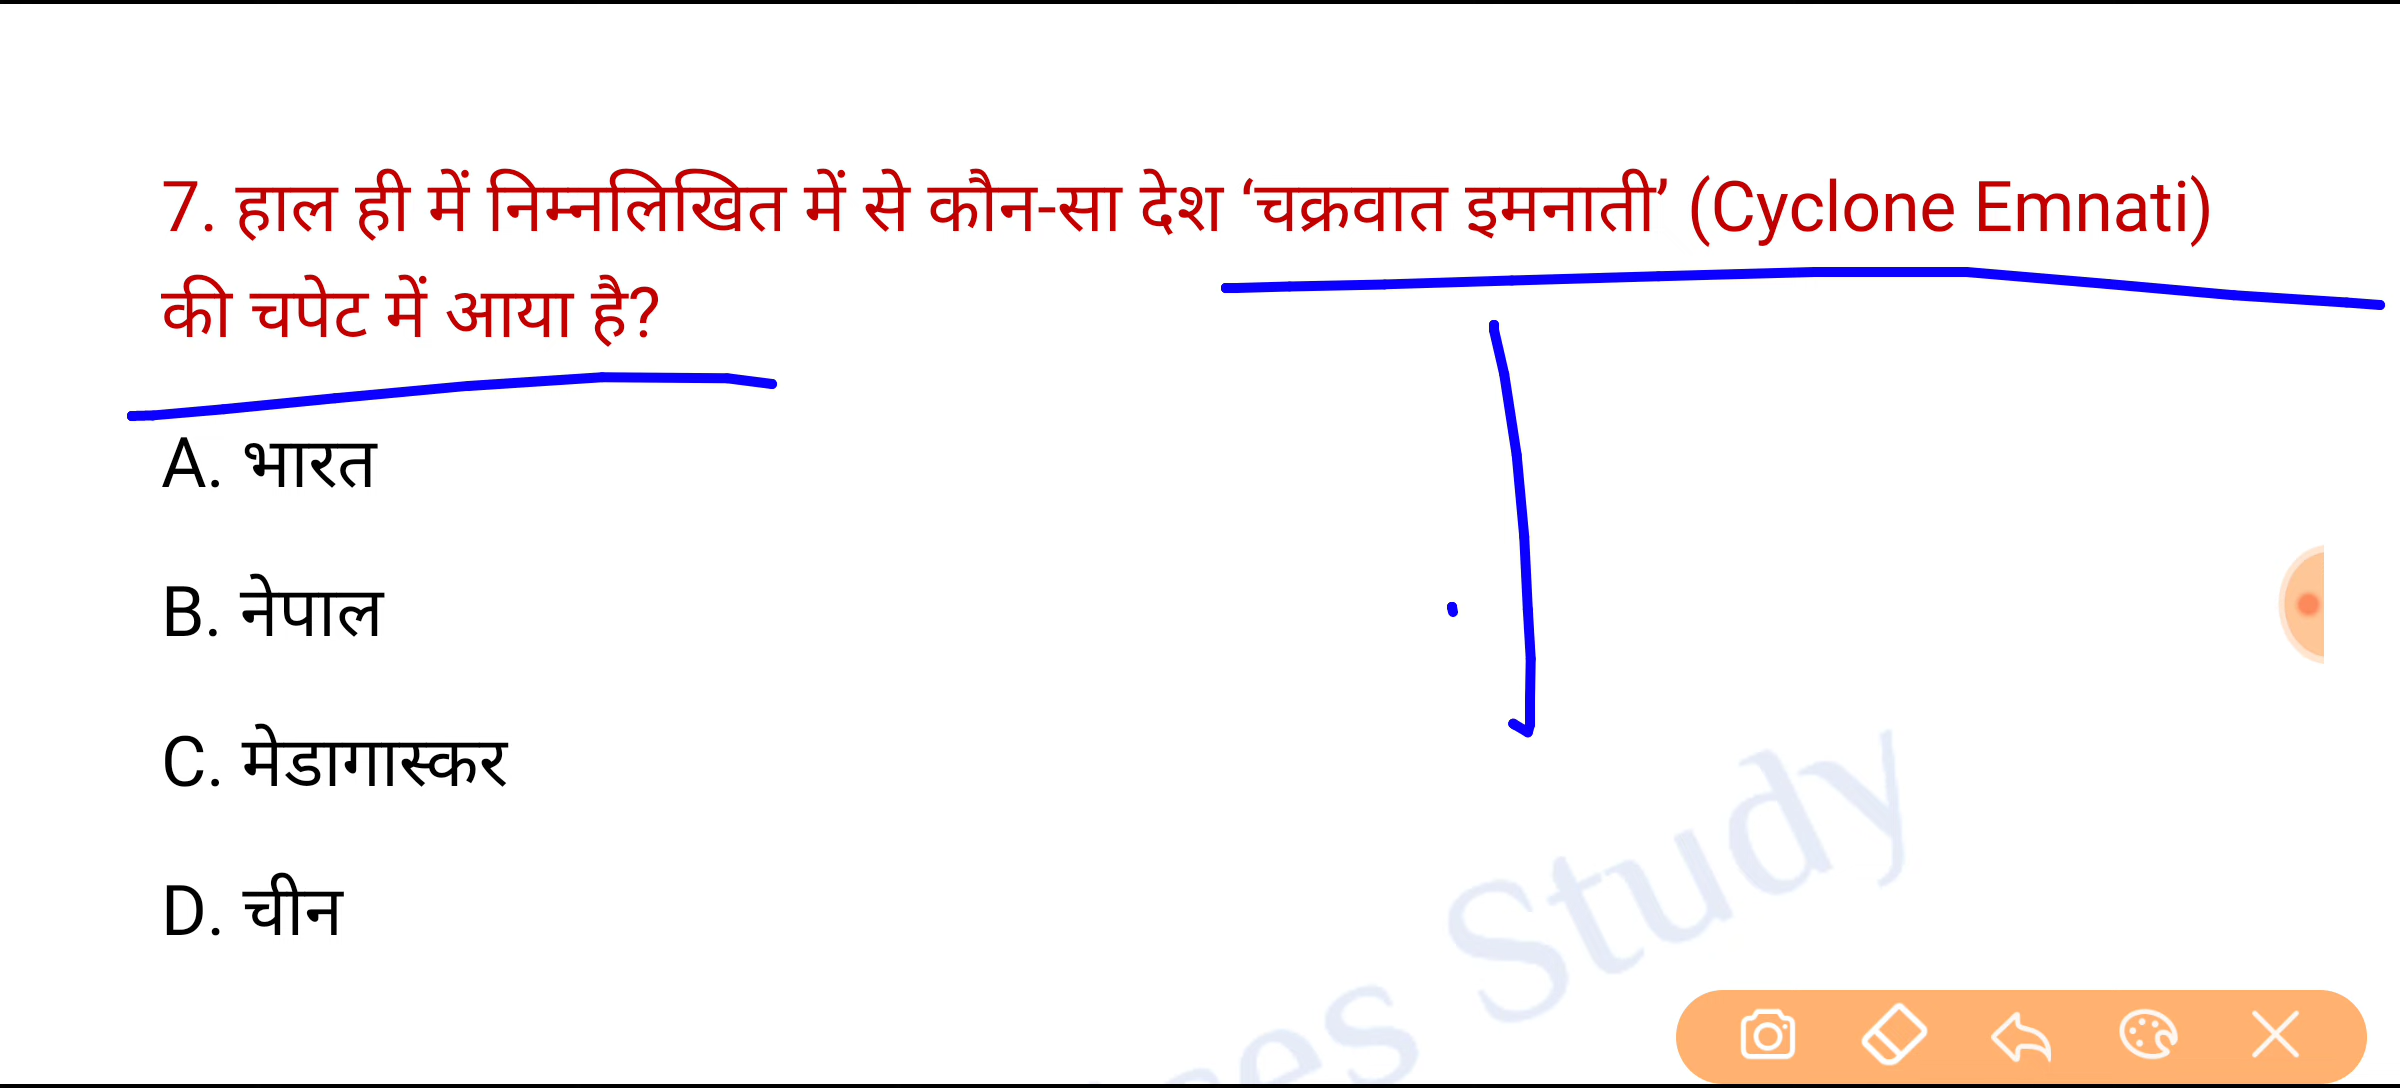 7. हाल ही में निम्नलिखित में से कौन-सा देश ‘चक्रवात इमनाती’ (Cyclone Emnati)
की चपेट में आया है?
A. भारत
B. नेपाल
C. मेडागास्कर
D. चीन
Study